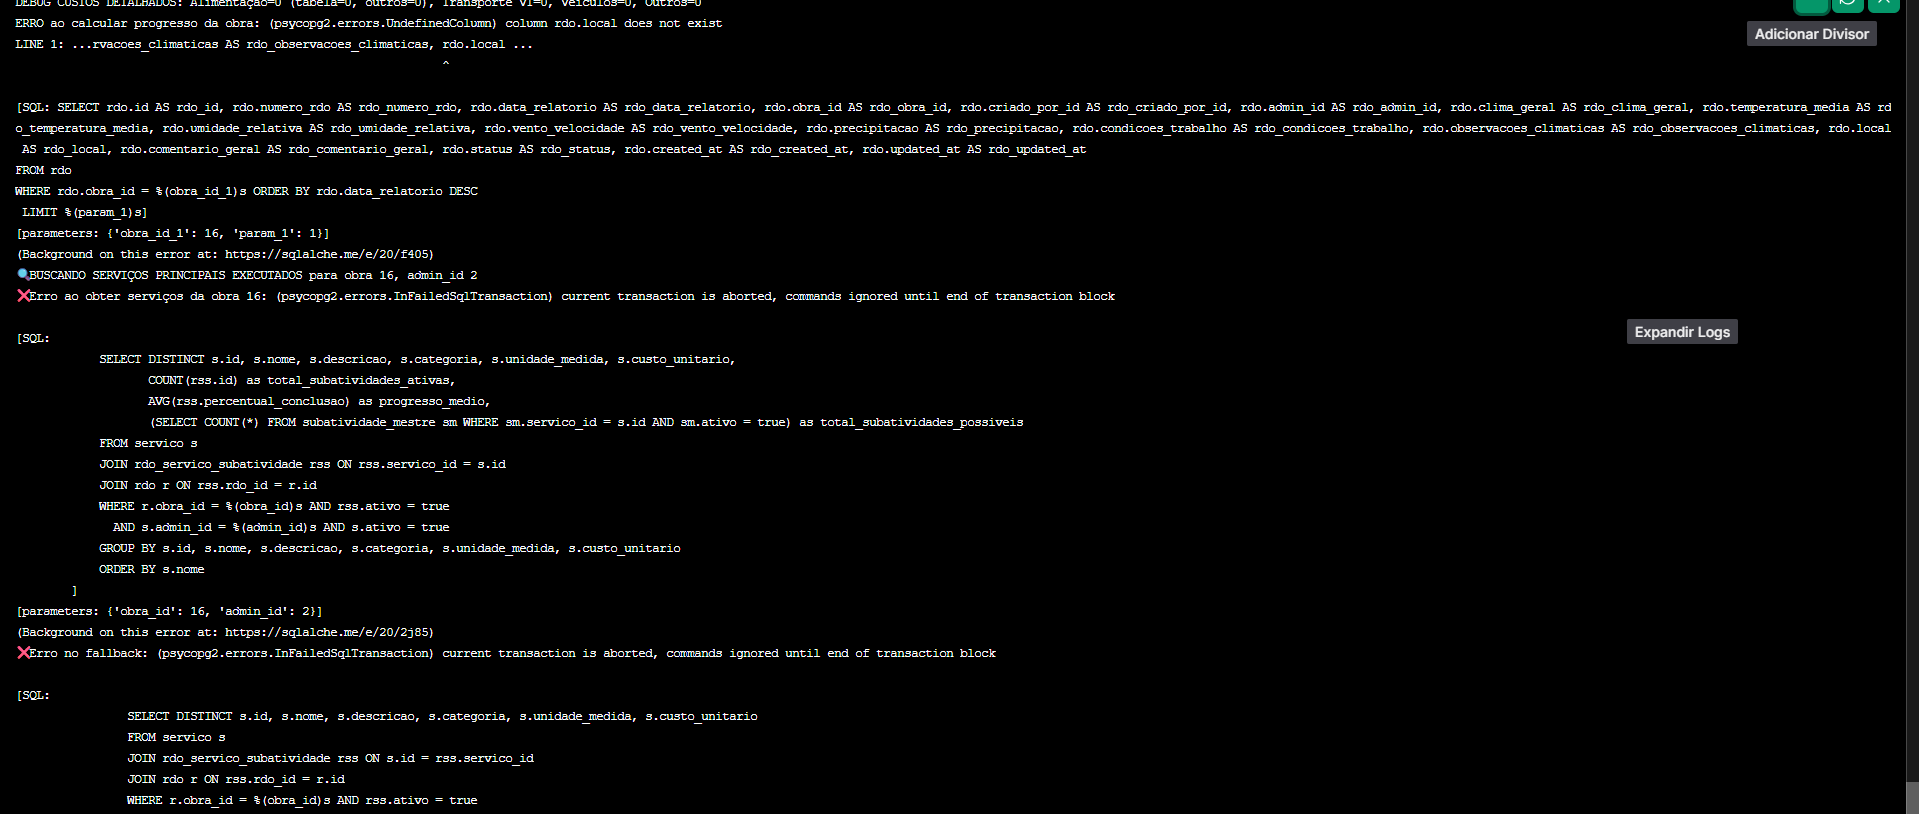 DEBUG CUSTOS DETALHADOS: Alimentação=0 (tabela=0, outros=0), Transporte VT=0, Veículos=0, Outros=0
ERRO ao calcular progresso da obra: (psycopg2.errors.UndefinedColumn) column rdo.local does not exist
Adicionar Divisor
LINE 1: ...rvacoes_climaticas AS rdo_observacoes_climaticas, rdo.local ...
^
[SQL: SELECT rdo.id AS rdo_id, rdo.numero_rdo AS rdo_numero_rdo, rdo.data_relatorio AS rdo_data_relatorio, rdo.obra_id AS rdo_obra_id, rdo.criado_por_id AS rdo_criado_por_id, rdo.admin_id AS rdo_admin_id, rdo.clima_geral AS rdo_clima_geral, rdo.temperatura_media AS rd
o_temperatura_media, rdo.umidade_relativa AS rdo_umidade_relativa, rdo.vento_velocidade AS rdo_vento_velocidade, rdo.precipitacao AS rdo_precipitacao, rdo.condicoes_trabalho AS rdo_condicoes_trabalho, rdo.observacoes_climaticas AS rdo_observacoes_climaticas, rdo.local
AS rdo_local, rdo.comentario_geral AS rdo_comentario_geral, rdo.status AS rdo_status, rdo.created_at AS rdo_created_at, rdo.updated_at AS rdo_updated_at
FROM rdo
WHERE rdo.obra_id = %(obra_id_1)s ORDER BY rdo.data_relatorio DESC
LIMIT %(param_1)s]
[parameters: {'obra_id_1': 16, 'param_1': 1}]
(Background on this error at: https://sqlalche.me/e/20/f405)
🔍BUSCANDO SERVIÇOS PRINCIPAIS EXECUTADOS para obra 16, admin_id 2
❌Erro ao obter serviços da obra 16: (psycopg2.errors.InFailedSqlTransaction) current transaction is aborted, commands ignored until end of transaction block
Expandir Logs
[SQL:
SELECT DISTINCT s.id, s.nome, s.descricao, s.categoria, s.unidade_medida, s.custo_unitario,
COUNT(rss.id) as total_subatividades_ativas,
AVG(rss.percentual_conclusao) as progresso_medio,
(SELECT COUNT(*) FROM subatividade_mestre sm WHERE sm.servico_id = s.id AND sm.ativo = true) as total_subatividades_possiveis
FROM servico s
JOIN rdo_servico_subatividade rss ON rss.servico_id = s.id
JOIN rdo r ON rss.rdo_id = r.id
WHERE r.obra_id = %(obra_id)s AND rss.ativo = true
AND s.admin_id = %(admin_id)s AND s.ativo = true
GROUP BY s.id, s.nome, s.descricao, s.categoria, s.unidade_medida, s.custo_unitario
ORDER BY s.nome
]
[parameters: {'obra_id': 16, 'admin_id': 2}]
(Background on this error at: https://sqlalche.me/e/20/2j85)
❌Erro no fallback: (psycopg2.errors.InFailedSqlTransaction) current transaction is aborted, commands ignored until end of transaction block
[SQL:
SELECT DISTINCT s.id, s.nome, s.descricao, s.categoria, s.unidade_medida, s.custo_unitario
FROM servico s
JOIN rdo_servico_subatividade rss ON s.id = rss.servico_id
JOIN rdo r ON rss.rdo_id = r.id
WHERE r.obra_id = %(obra_id)s AND rss.ativo = true